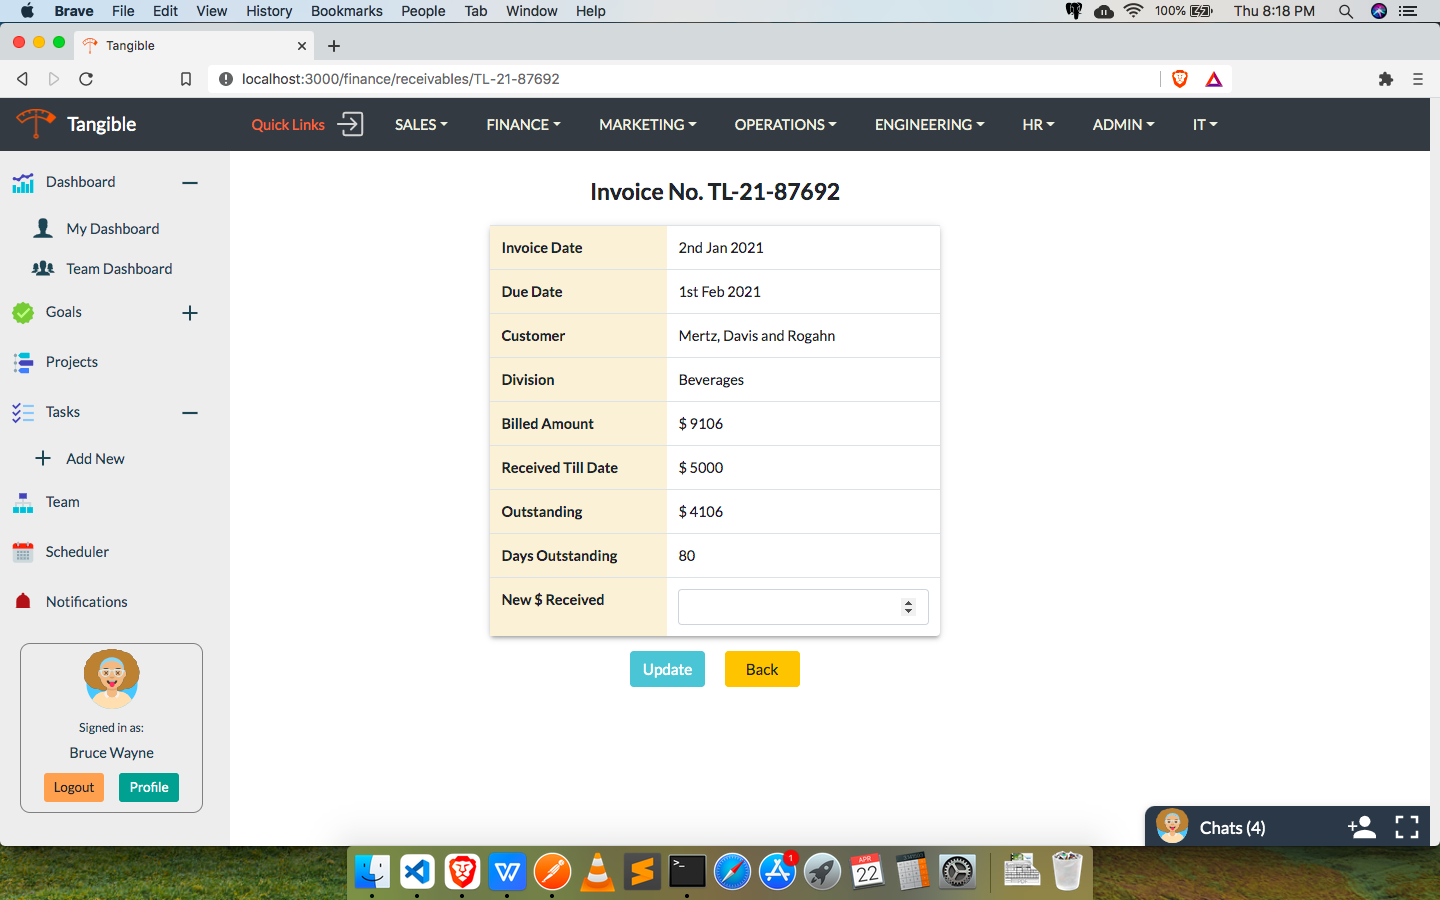 Brave File Edit View History Bookmarks People Tab Window Help 100% Thu 8:18 PM
Tangible
localhost:3000/finance/receivables/TL-21-87692
Tangible Quick Links SALES FINANCE MARKETING OPERATIONS ENGINEERING HR ADMIN IT
Dashboard
My Dashboard
Team Dashboard
Goals
Projects
Tasks
Add New
Team
Scheduler
Notifications
Signed in as:
Bruce Wayne
Logout Profile
Invoice No. TL-21-87692
Invoice Date 2nd Jan 2021
Due Date 1st Feb 2021
Customer Mertz, Davis and Rogahn
Division Beverages
Billed Amount $ 9106
Received Till Date $ 5000
Outstanding $ 4106
Days Outstanding 80
New $ Received
Update Back
Chats (4)
1
APR
22